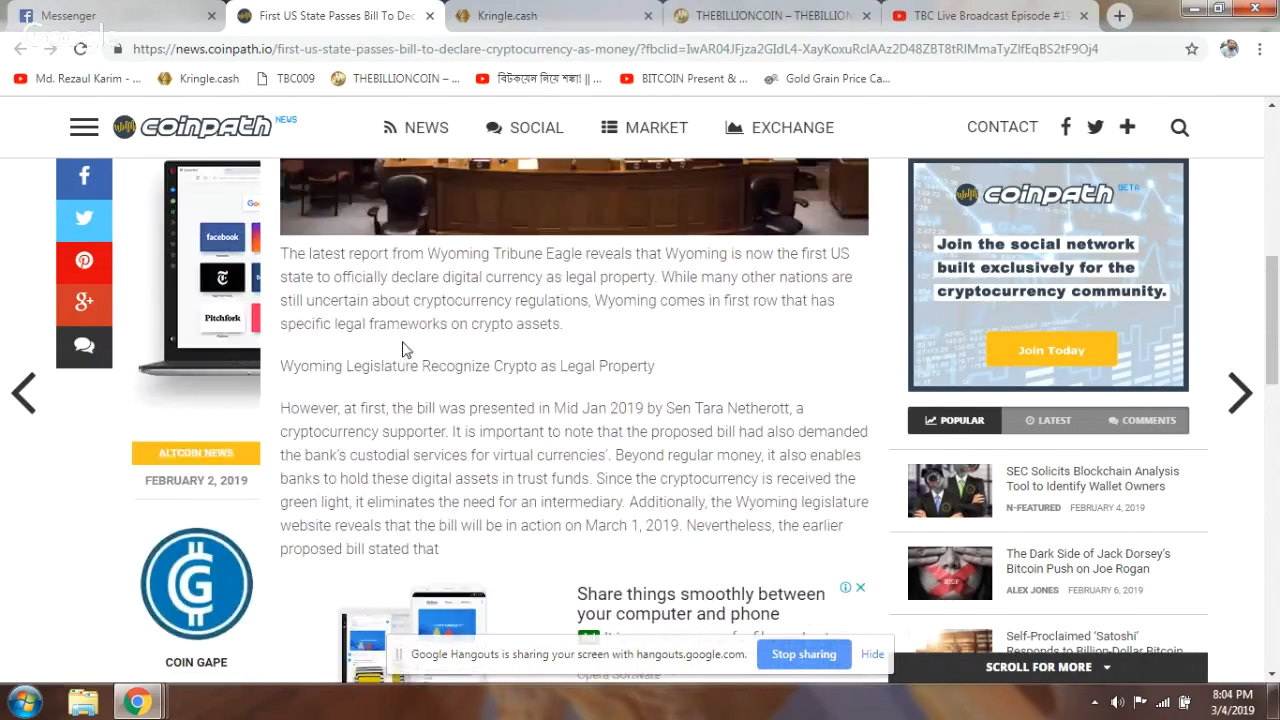 Messenger
First US State Passes Bill To Dec
Kringle.cash
THEBILLIONCOIN – THEBILLION
TBC Live Broadcast Episode #19
https://news.coinpath.io/first-us-state-passes-bill-to-declare-cryptocurrency-as-money/?fbclid=IwAR04JFjza2GIdL4-XayKoxuRclAAz2D48ZBT8tRlMmaTyZlfEqBS2tF9Oj4
Md. Rezaul Karim - ...
Kringle.cash
TBC009
THEBILLIONCOIN – ...
বিটকয়েন নিয়ে শঙ্কা! || ...
BITCOIN Present & ...
Gold Grain Price Ca...
coinpath NEWS
NEWS
SOCIAL
MARKET
EXCHANGE
CONTACT
facebook
Pitchfork
The latest report from Wyoming Tribune Eagle reveals that Wyoming is now the first US
state to officially declare digital currency as legal property. While many other nations are
still uncertain about cryptocurrency regulations, Wyoming comes in first row that has
specific legal frameworks on crypto assets.
Wyoming Legislature Recognize Crypto as Legal Property
However, at first, the bill was presented in Mid Jan 2019 by Sen Tara Netherott, a
cryptocurrency supporter. It is important to note that the proposed bill had also demanded
the bank's custodial services for virtual currencies'. Beyond regular money, it also enables
banks to hold these digital assets in trust funds. Since the cryptocurrency is received the
green light, it eliminates the need for an intermediary. Additionally, the Wyoming legislature
website reveals that the bill will be in action on March 1, 2019. Nevertheless, the earlier
proposed bill stated that
ALTCOIN NEWS
FEBRUARY 2, 2019
COIN GAPE
Share things smoothly between
your computer and phone
Google Hangouts is sharing your screen with hangouts.google.com.
Stop sharing
Hide
Opera Software
coinpath BETA
Join the social network
built exclusively for the
cryptocurrency community.
Join Today
POPULAR
LATEST
COMMENTS
SEC Solicits Blockchain Analysis
Tool to Identify Wallet Owners
N-FEATURED FEBRUARY 4, 2019
The Dark Side of Jack Dorsey's
Bitcoin Push on Joe Rogan
ALEX JONES FEBRUARY 6, 2019
Self-Proclaimed 'Satoshi'
Responds to Billion-Dollar Bitcoin
SCROLL FOR MORE
8:04 PM
3/4/2019